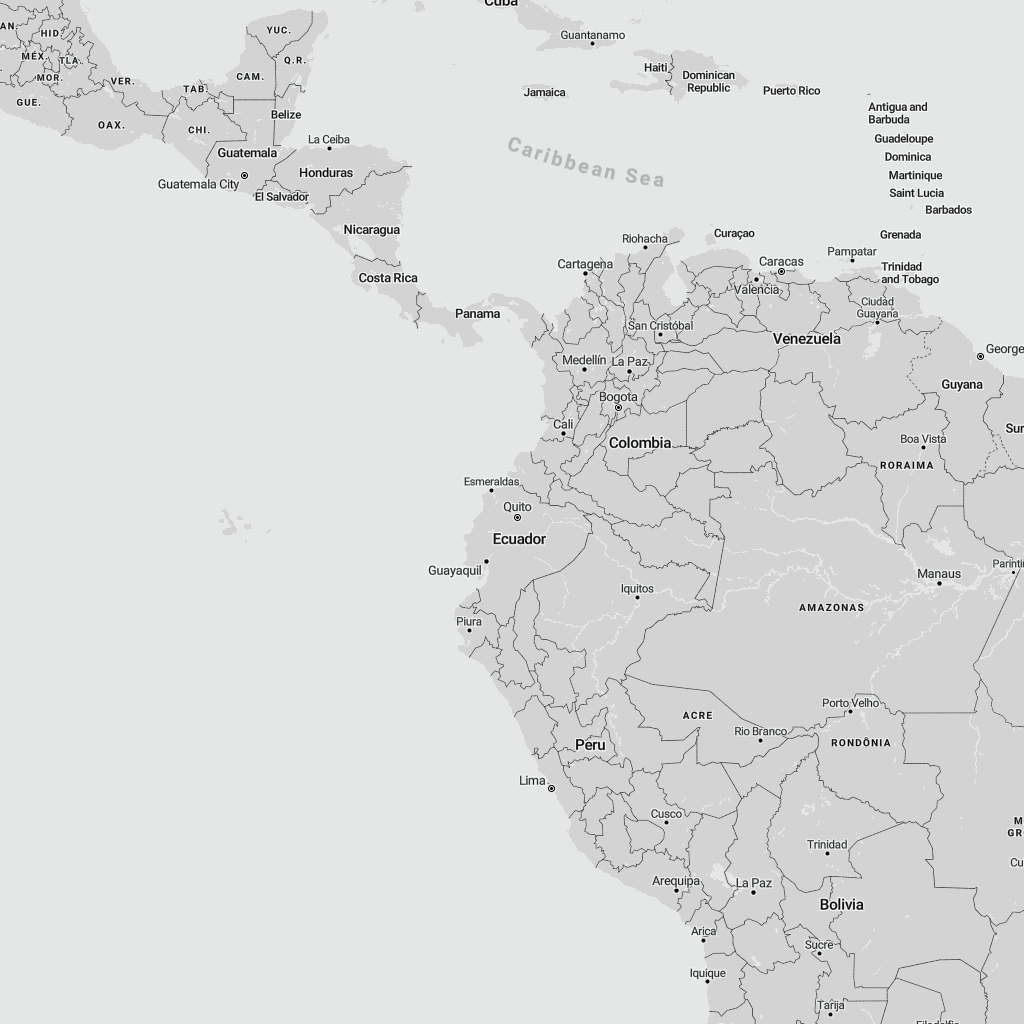 Cuba
YUC.
HID.
Guantanamo
MÉX.
TLA.
Q.R.
Haiti
MOR.
CAM.
Dominican
Republic
VER.
TAB.
Jamaica
Puerto Rico
GUE.
Antigua and
Barbuda
Belize
OAX.
CHI.
Guadeloupe
La Ceiba
Caribbean Sea
Guatemala
Dominica
Honduras
Martinique
Guatemala City
El Salvador
Saint Lucia
Barbados
Nicaragua
Curaçao
Grenada
Riohacha
Pampatar
Cartagena
Caracas
Trinidad
and Tobago
Costa Rica
Valencia
Ciudad
Guayana
Panama
San Cristóbal
Venezuela
George
Medellín
La Paz
Guyana
Bogota
Cali
Sur
Colombia
Boa Vista
RORAIMA
Esmeraldas
Quito
Ecuador
Guayaquil
Manaus
Parintin
Iquitos
AMAZONAS
Piura
Porto Velho
ACRE
Rio Branco
Peru
RONDÔNIA
Lima
Cusco
M
GR
Trinidad
Cu
Arequipa
La Paz
Bolivia
Arica
Sucre
Iquique
Tarija